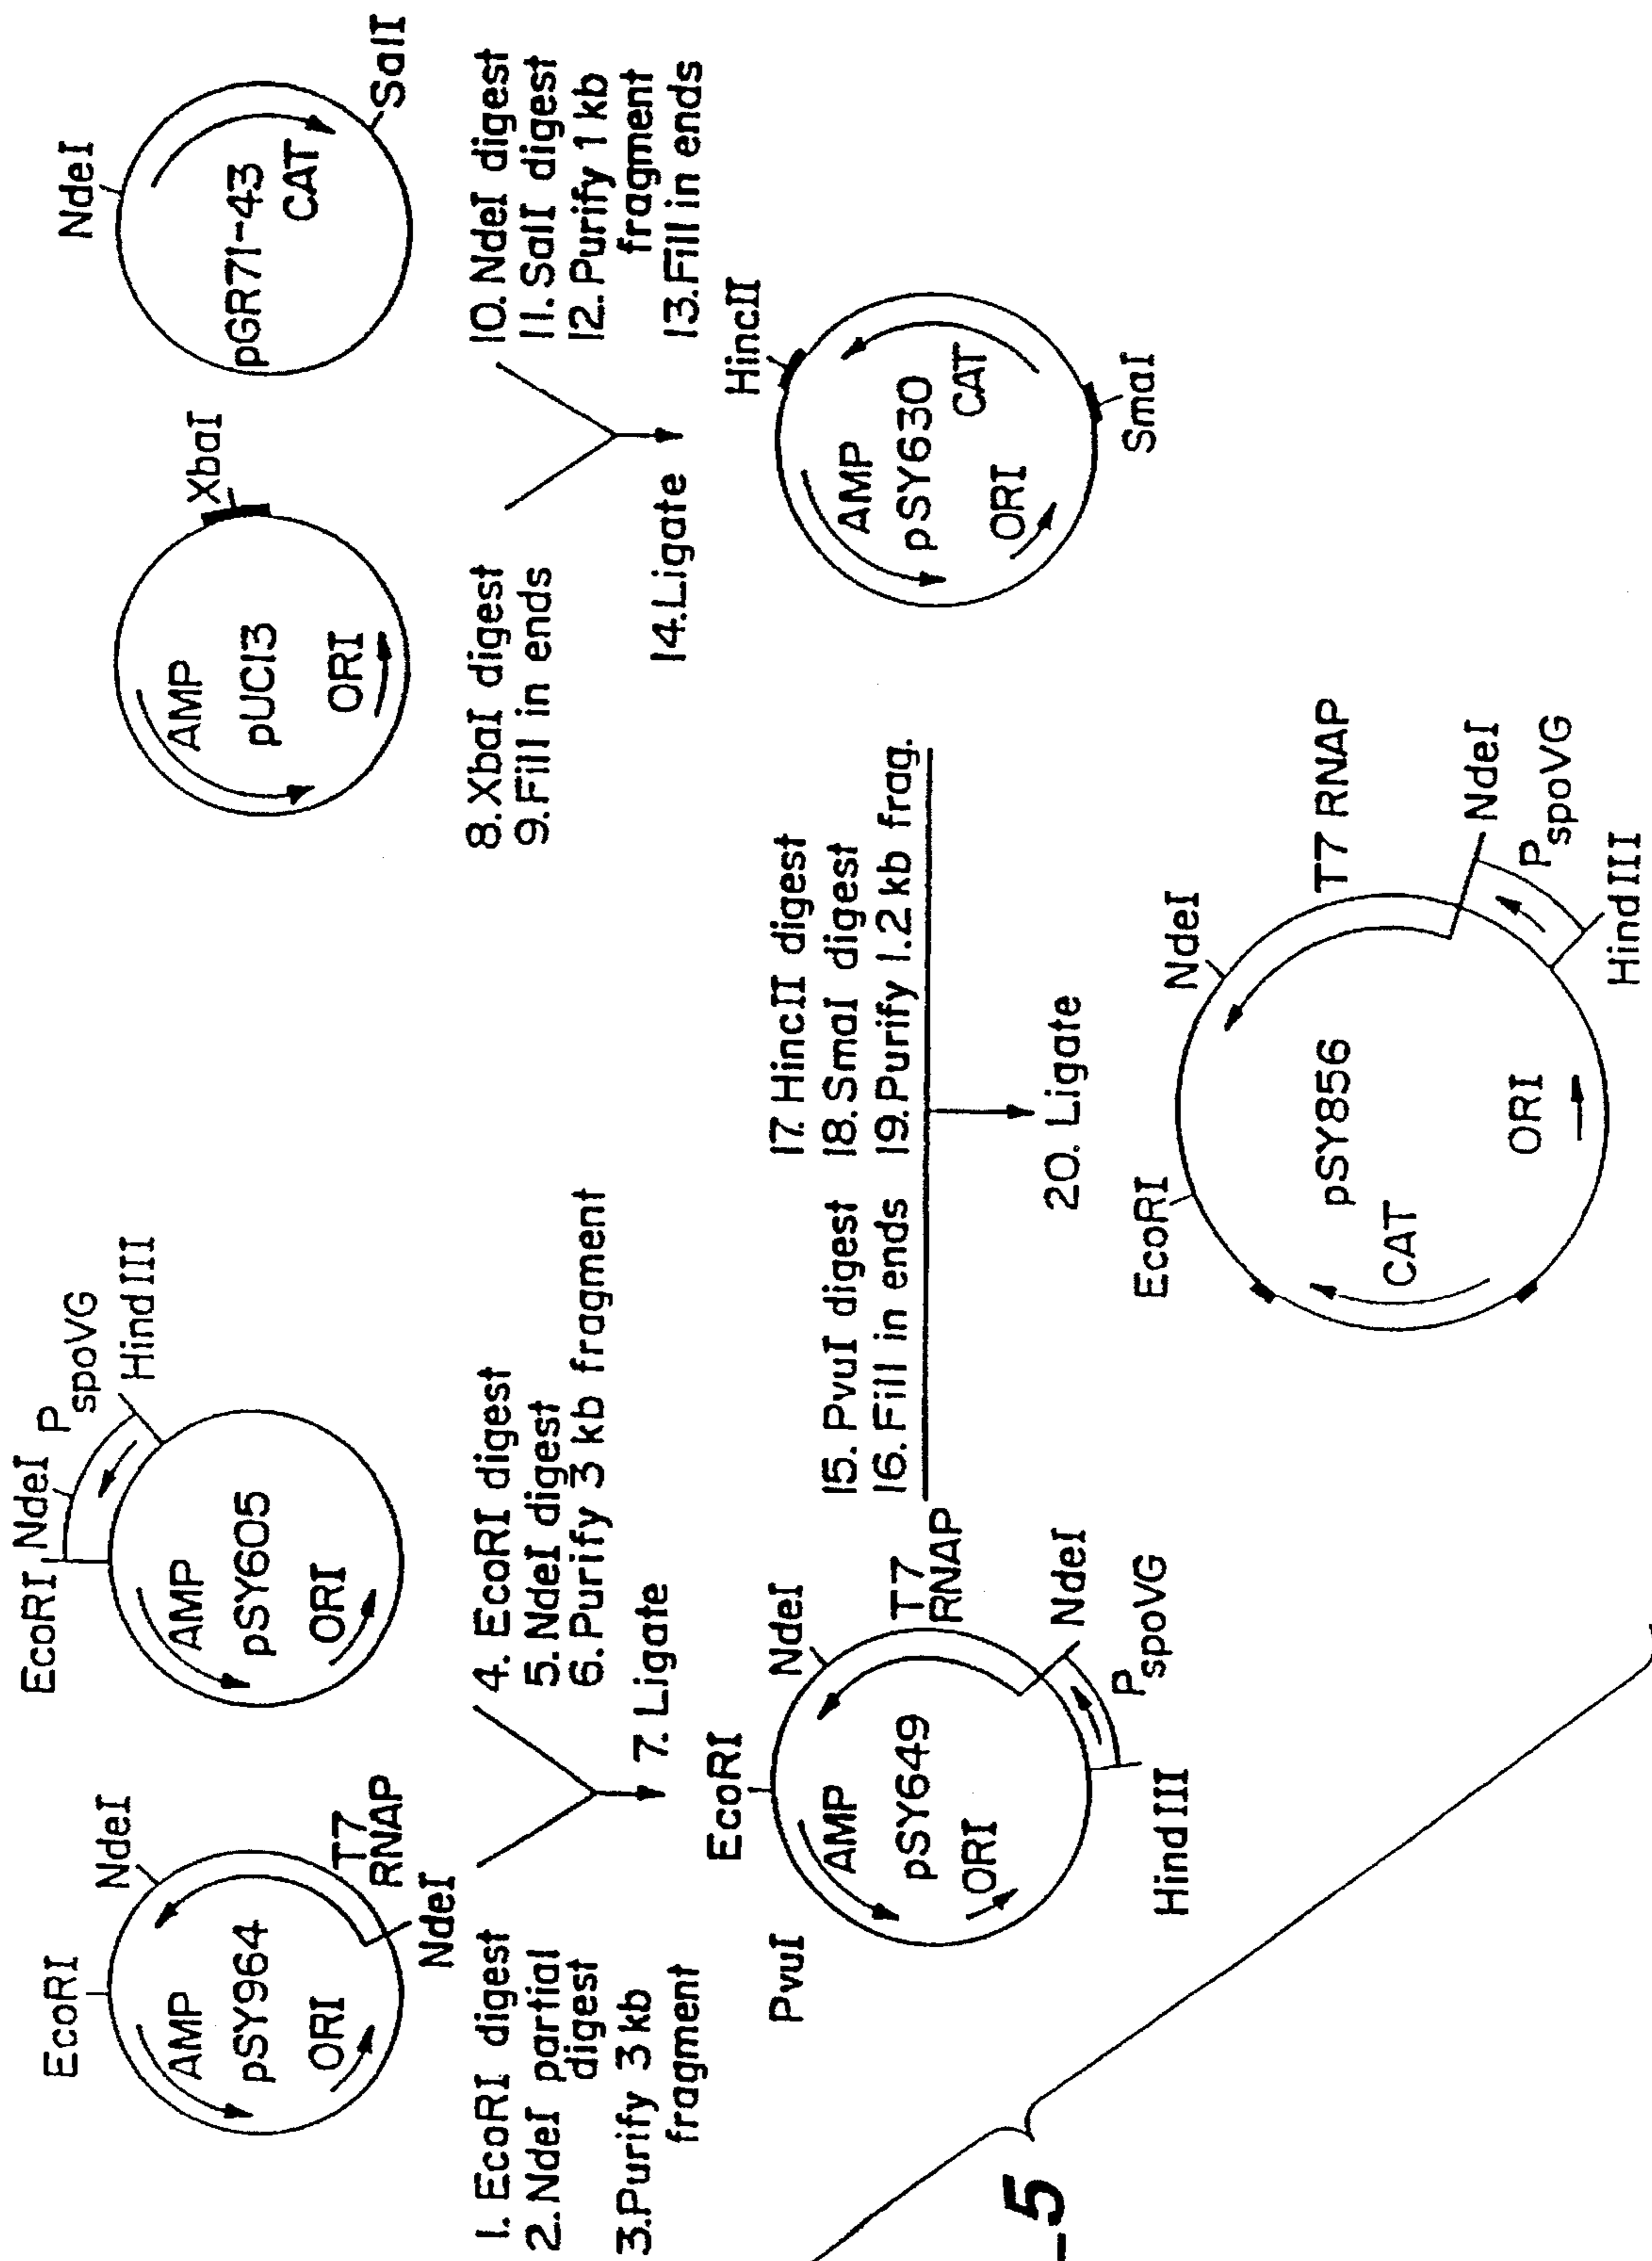 EcoRI
NdeI
AMP
pSY964
ORI
T7
RNAP
NdeI
EcoRI
NdeI
P
spoVG
HindIII
AMP
pSY605
ORI
XbaI
AMP
pUC13
ORI
NdeI
pGR71-43
CAT
SalI
1. EcoRI digest
2. NdeI partial
digest
3. Purify 3 kb
fragment
4. EcoRI digest
5. NdeI digest
6. Purify 3 kb fragment
7. Ligate
8. XbaI digest
9. Fill in ends
10. NdeI digest
11. SalI digest
12. Purify 1 kb
fragment
13. Fill in ends
14. Ligate
PvuI
EcoRI
NdeI
AMP
pSY649
ORI
T7
RNAP
NdeI
P
spoVG
HindIII
HincII
AMP
pSY630
CAT
ORI
SmaI
15. PvuI digest
16. Fill in ends
17. HincII digest
18. SmaI digest
19. Purify 1.2 kb frag.
20. Ligate
EcoRI
NdeI
T7 RNAP
CAT
pSY856
ORI
NdeI
P
spoVG
HindIII
_5